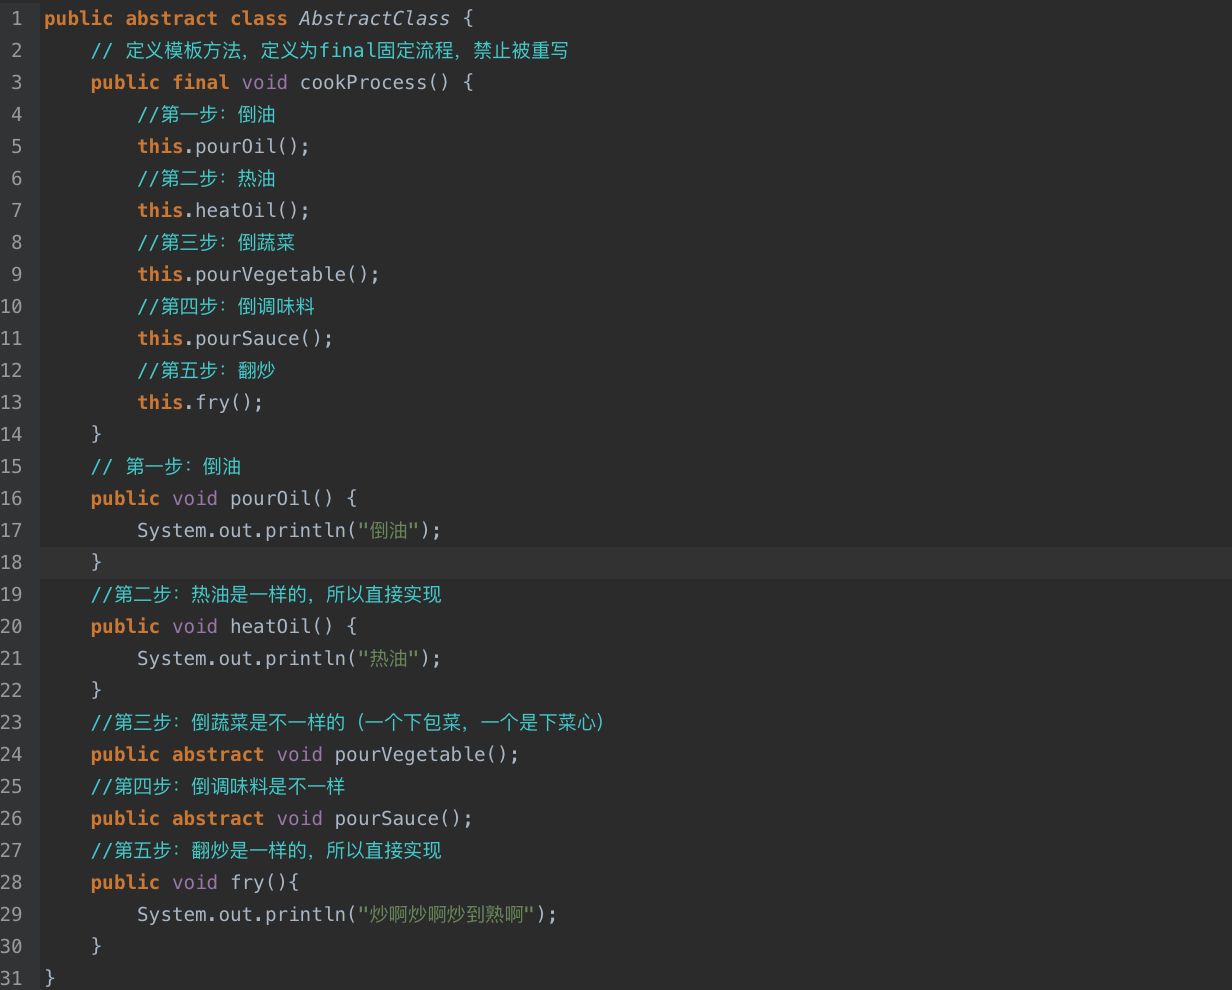 1 public abstract class AbstractClass {
2 // 定义模板方法，定义为final固定流程，禁止被重写
3 public final void cookProcess() {
4 //第一步：倒油
5 this.pourOil();
6 //第二步：热油
7 this.heatOil();
8 //第三步：倒蔬菜
9 this.pourVegetable();
10 //第四步：倒调味料
11 this.pourSauce();
12 //第五步：翻炒
13 this.fry();
14 }
15 // 第一步：倒油
16 public void pourOil() {
17 System.out.println("倒油");
18 }
19 //第二步：热油是一样的，所以直接实现
20 public void heatOil() {
21 System.out.println("热油");
22 }
23 //第三步：倒蔬菜是不一样的（一个下包菜，一个是下菜心）
24 public abstract void pourVegetable();
25 //第四步：倒调味料是不一样
26 public abstract void pourSauce();
27 //第五步：翻炒是一样的，所以直接实现
28 public void fry(){
29 System.out.println("炒啊炒啊炒到熟啊");
30 }
31 }